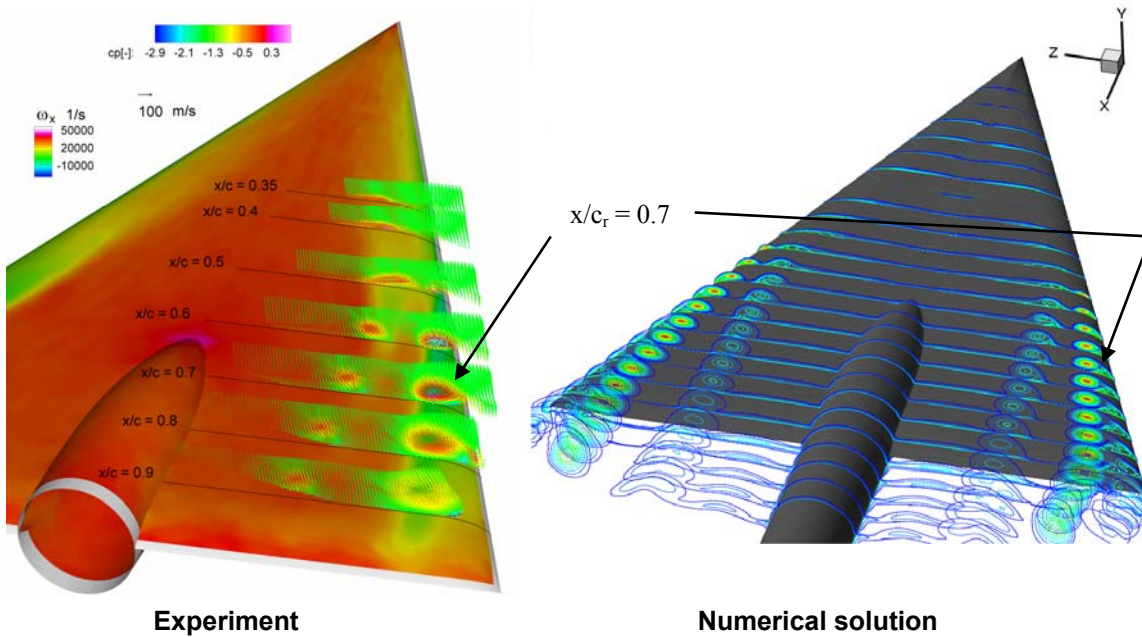 cp[-]: -2.9 -2.1 -1.3 -0.5 0.3
100 m/s
ωx 1/s
50000
20000
-10000
x/c = 0.35
x/c = 0.4
x/c = 0.5
x/c = 0.6
x/c = 0.7
x/c = 0.8
x/c = 0.9
x/cr = 0.7
Y
Z
X
Experiment
Numerical solution